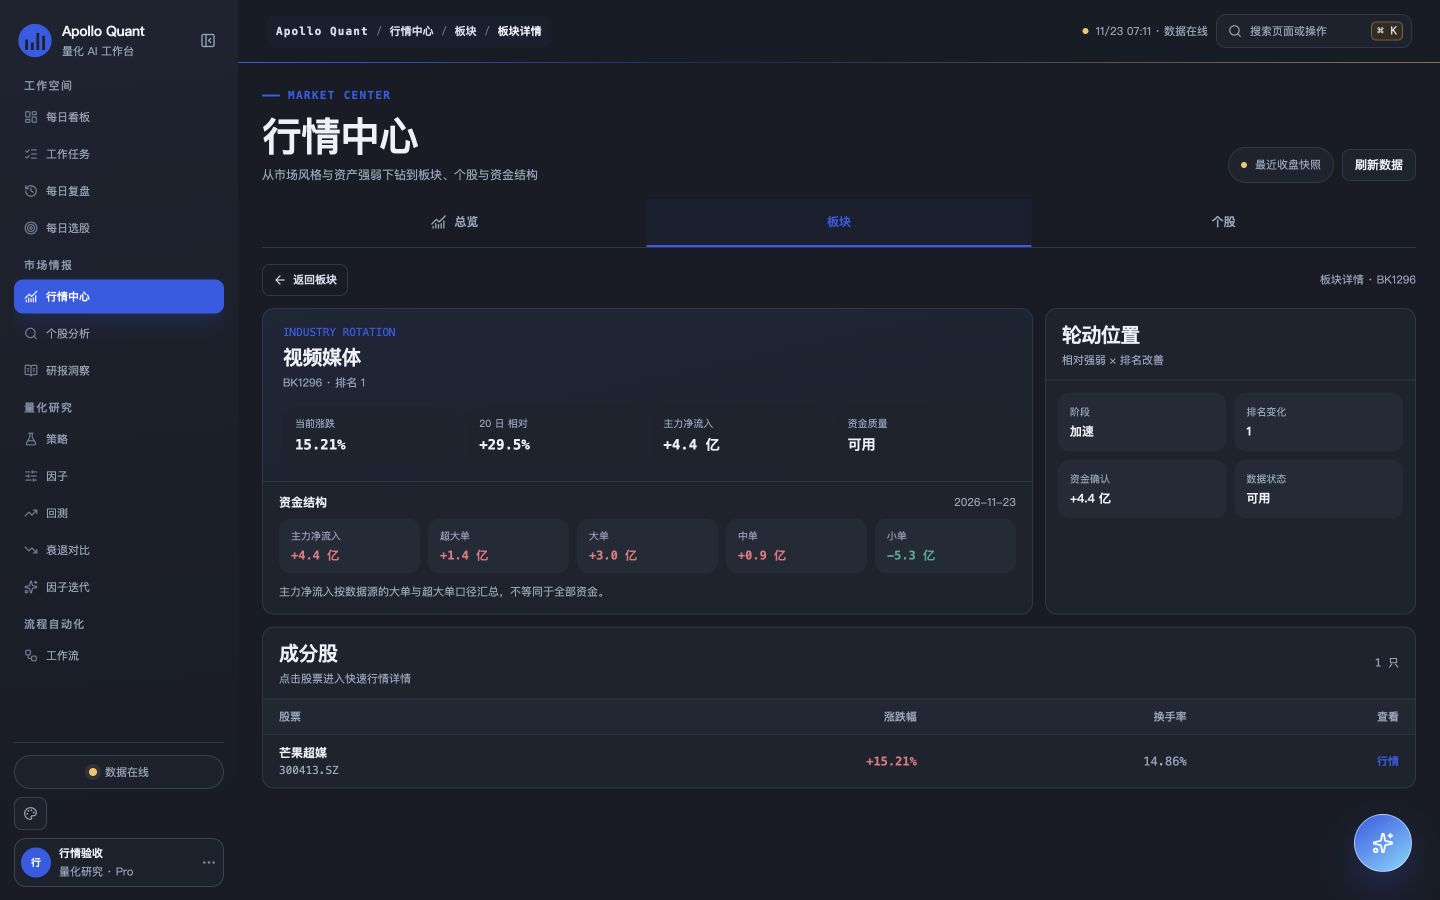 Apollo Quant
量化 AI 工作台
工作空间
每日看板
工作任务
每日复盘
每日选股
市场情报
行情中心
个股分析
研报洞察
量化研究
策略
因子
回测
衰退对比
因子迭代
流程自动化
工作流
数据在线
行
行情验收
量化研究 · Pro
Apollo Quant / 行情中心 / 板块 / 板块详情
11/23 07:11 · 数据在线
搜索页面或操作
⌘ K
MARKET CENTER
行情中心
从市场风格与资产强弱下钻到板块、个股与资金结构
最近收盘快照
刷新数据
总览
板块
个股
返回板块
板块详情 · BK1296
INDUSTRY ROTATION
视频媒体
BK1296 · 排名 1
当前涨跌
15.21%
20 日 相对
+29.5%
主力净流入
+4.4 亿
资金质量
可用
资金结构
2026-11-23
主力净流入
+4.4 亿
超大单
+1.4 亿
大单
+3.0 亿
中单
+0.9 亿
小单
-5.3 亿
主力净流入按数据源的大单与超大单口径汇总，不等同于全部资金。
轮动位置
相对强弱 × 排名改善
阶段
加速
排名变化
1
资金确认
+4.4 亿
数据状态
可用
成分股
点击股票进入快速行情详情
1 只
股票
涨跌幅
换手率
查看
芒果超媒
300413.SZ
+15.21%
14.86%
行情